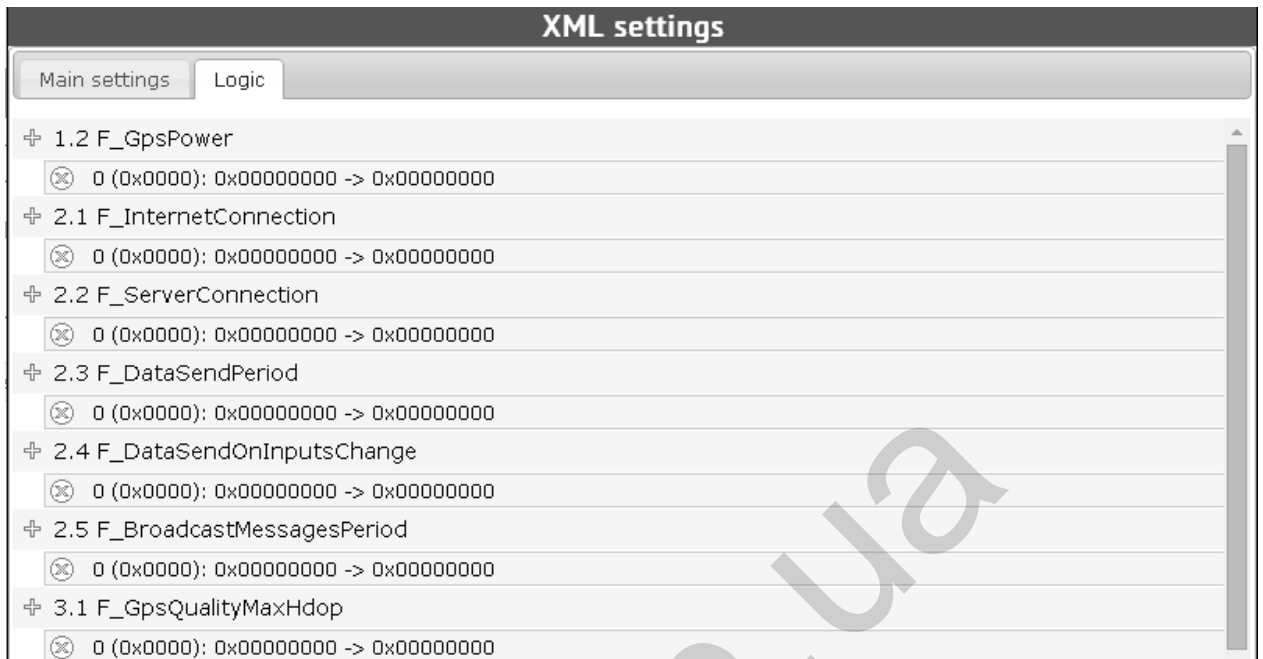 XML settings
Main settings Logic
1.2 F_GpsPower
0 (0x0000): 0x00000000 -> 0x00000000
2.1 F_InternetConnection
0 (0x0000): 0x00000000 -> 0x00000000
2.2 F_ServerConnection
0 (0x0000): 0x00000000 -> 0x00000000
2.3 F_DataSendPeriod
0 (0x0000): 0x00000000 -> 0x00000000
2.4 F_DataSendOnInputsChange
0 (0x0000): 0x00000000 -> 0x00000000
2.5 F_BroadcastMessagesPeriod
0 (0x0000): 0x00000000 -> 0x00000000
3.1 F_GpsQualityMaxHdop
0 (0x0000): 0x00000000 -> 0x00000000
ua